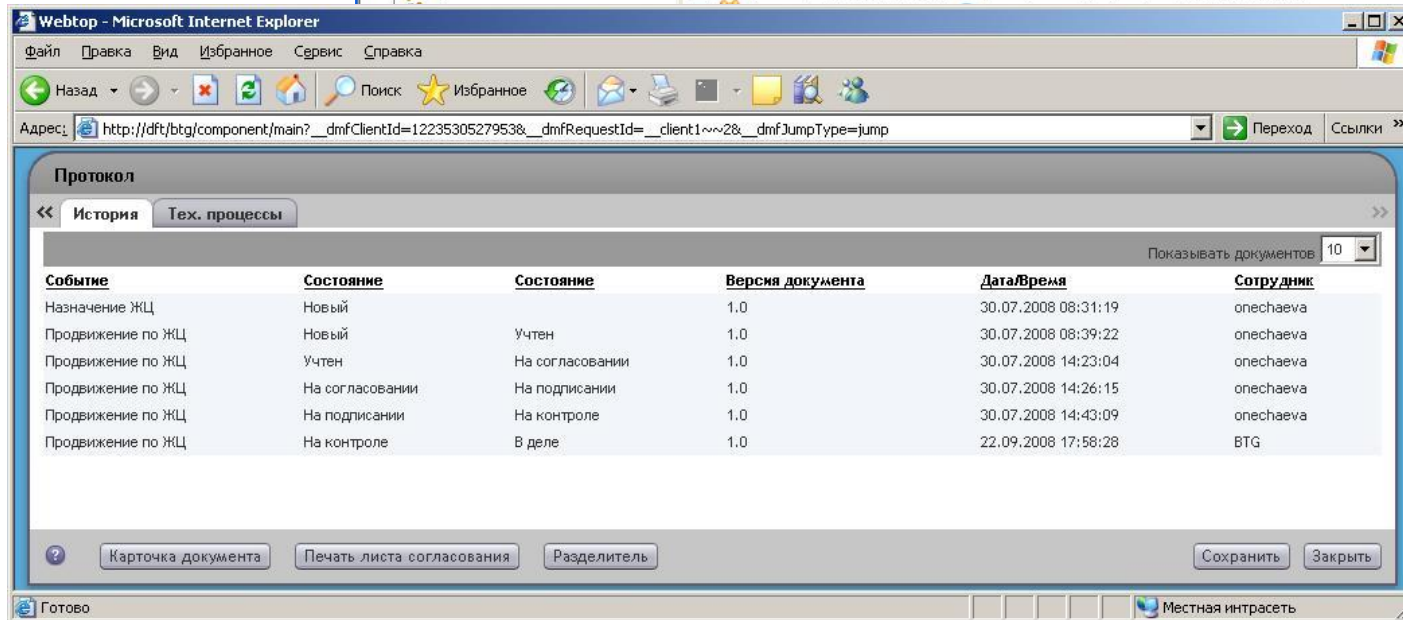 Webtop - Microsoft Internet Explorer
Файл Правка Вид Избранное Сервис Справка
Назад Поиск Избранное
Адрес: http://dft/btg/component/main?__dmfClientId=1223530527953&__dmfRequestId=__client1~~2&__dmfJumpType=jump Переход Ссылки »
Протокол
« История Тех. процессы »
Показывать документов 10
Событие Состояние Состояние Версия документа Дата/Время Сотрудник
Назначение ЖЦ Новый 1.0 30.07.2008 08:31:19 onechaeva
Продвижение по ЖЦ Новый Учтен 1.0 30.07.2008 08:39:22 onechaeva
Продвижение по ЖЦ Учтен На согласовании 1.0 30.07.2008 14:23:04 onechaeva
Продвижение по ЖЦ На согласовании На подписании 1.0 30.07.2008 14:26:15 onechaeva
Продвижение по ЖЦ На подписании На контроле 1.0 30.07.2008 14:43:09 onechaeva
Продвижение по ЖЦ На контроле В деле 1.0 22.09.2008 17:58:28 BTG
? Карточка документа Печать листа согласования Разделитель Сохранить Закрыть
Готово Местная интрасеть